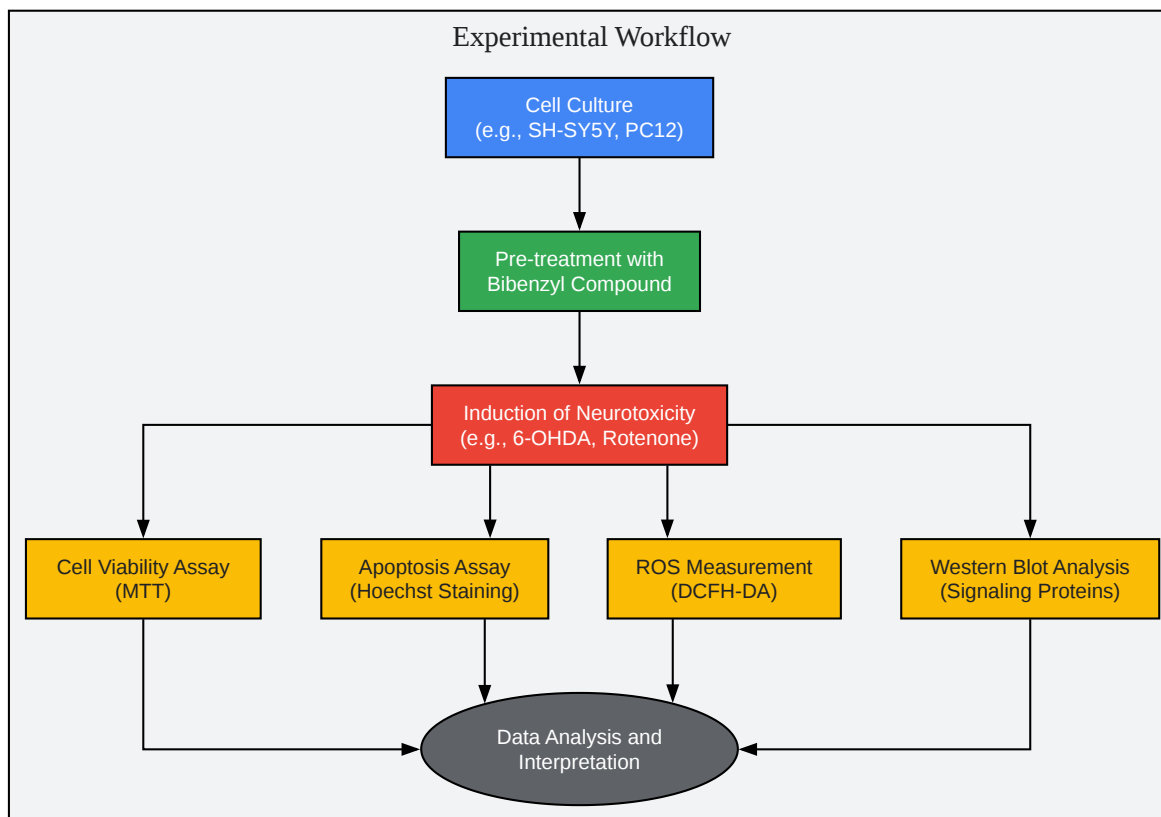 Experimental Workflow
Cell Culture
(e.g., SH-SY5Y, PC12)
Pre-treatment with
Bibenzyl Compound
Induction of Neurotoxicity
(e.g., 6-OHDA, Rotenone)
Cell Viability Assay
(MTT)
Apoptosis Assay
(Hoechst Staining)
ROS Measurement
(DCFH-DA)
Western Blot Analysis
(Signaling Proteins)
Data Analysis and
Interpretation